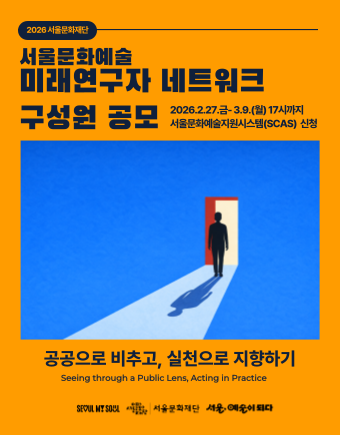 2026 서울문화재단
서울문화예술
미래연구자 네트워크
구성원 공모
2026.2.27.금- 3.9.(월) 17시까지
서울문화예술지원시스템(SCAS) 신청
공공으로 비추고, 실천으로 지향하기
Seeing through a Public Lens, Acting in Practice
SEOUL MY SOUL
서울문화재단
서울, 예술이 되다